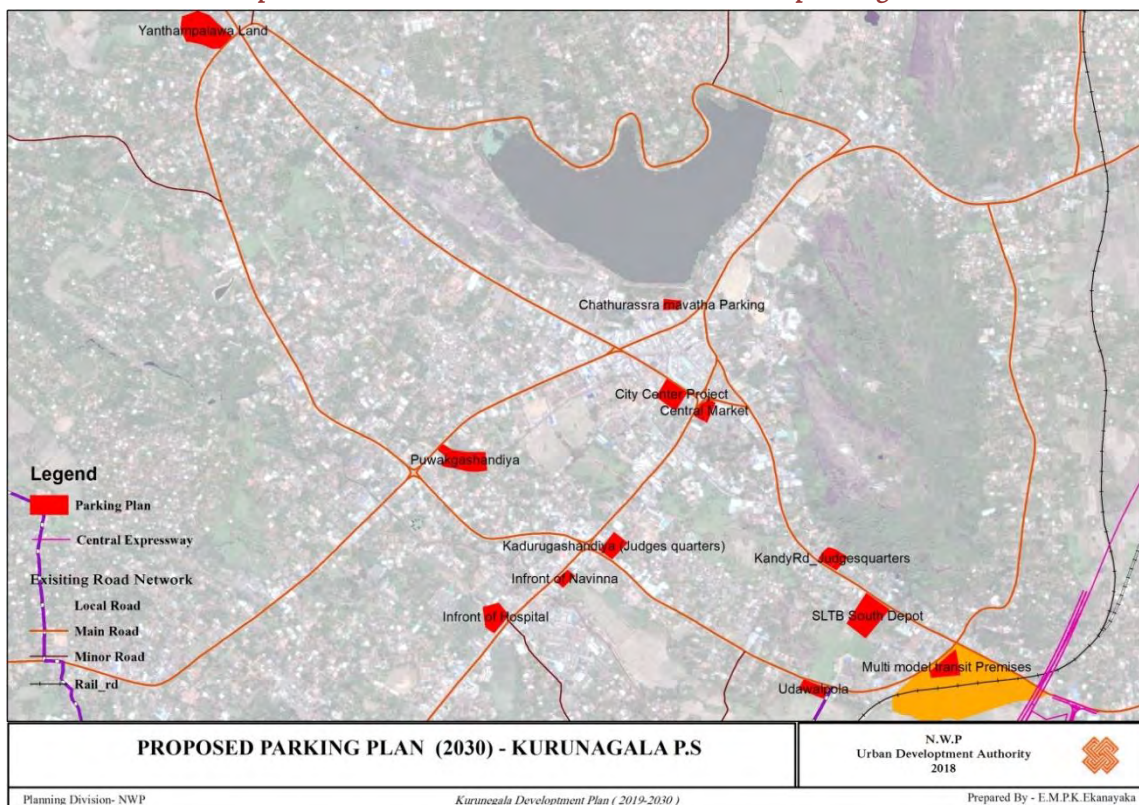 Yanthampalawa Land
Chathurassra mavatha Parking
City Center Project
Central Market
Puwakgashandiya
Legend
Parking Plan
Central Expressway
Exisiting Road Network
Local Road
Main Road
Minor Road
Rail_rd
Kadurugashandiya (Judges quarters)
KandyRd_Judgesquarters
Infront of Navinna
Infront of Hospital
SLTB South Depot
Multi model transit Premises
Udawalpola
PROPOSED PARKING PLAN (2030) - KURUNAGALA P.S
N.W.P
Urban Developtment Authority
2018
Planning Division- NWP
Kurunegala Development Plan ( 2019-2030 )
Prepared By - E.M.P.K.Ekanayaka